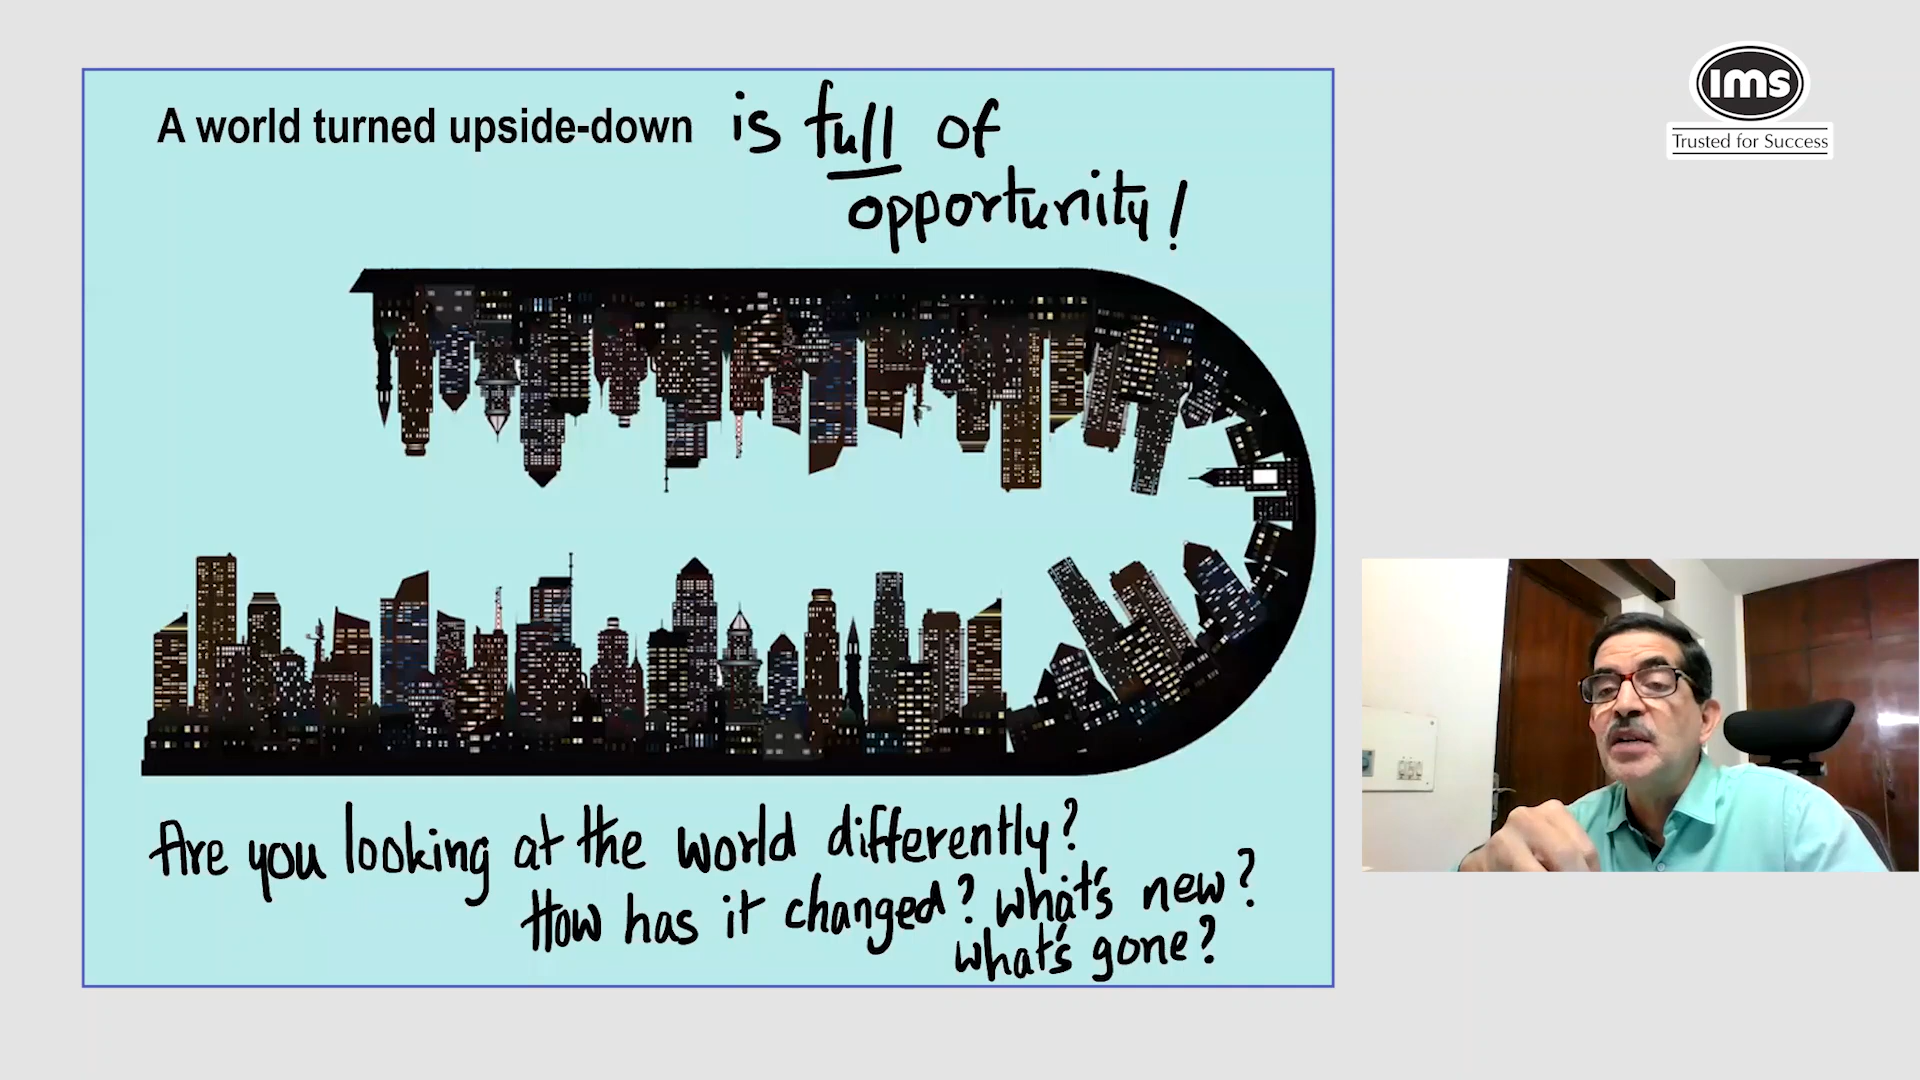 A world turned upside-down is full of
opportunity!
Are you looking at the world differently?
How has it changed? what's new?
what's gone?
ims
Trusted for Success